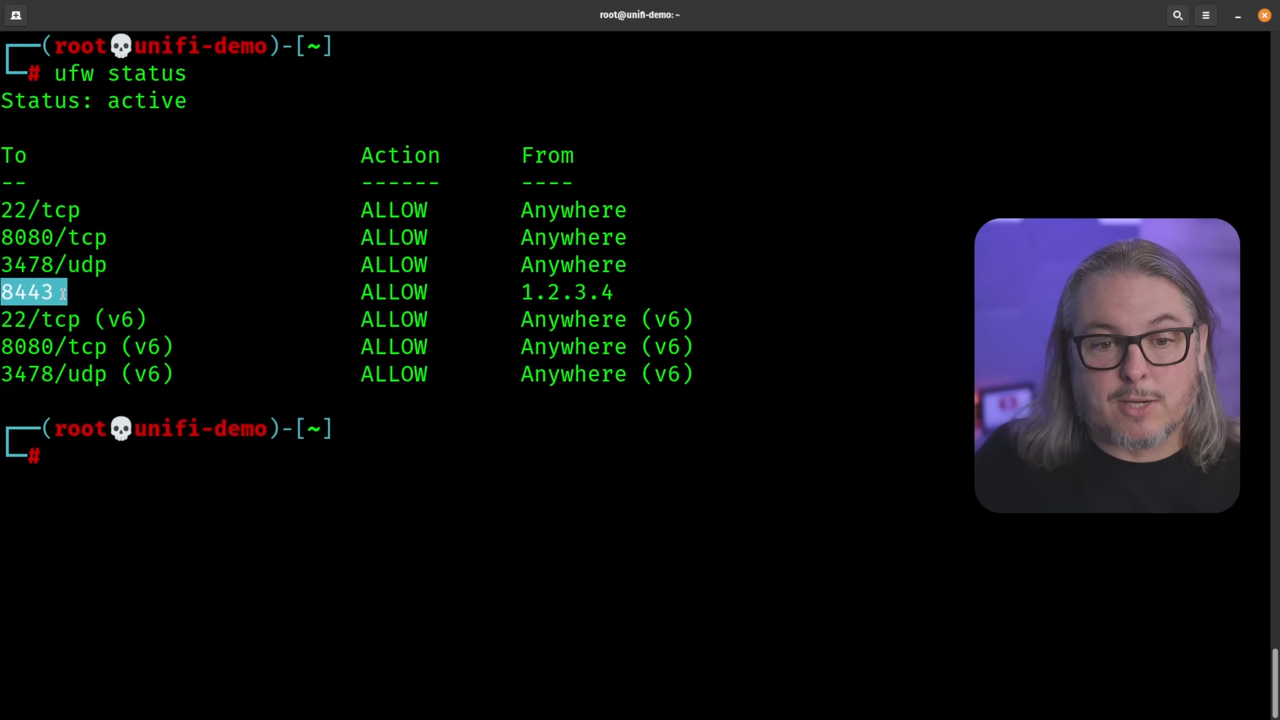 root@unifi-demo: ~
┌──(root💀unifi-demo)-[~]
└─# ufw status
Status: active
To Action From
-- ------ ----
22/tcp ALLOW Anywhere
8080/tcp ALLOW Anywhere
3478/udp ALLOW Anywhere
8443 ALLOW 1.2.3.4
22/tcp (v6) ALLOW Anywhere (v6)
8080/tcp (v6) ALLOW Anywhere (v6)
3478/udp (v6) ALLOW Anywhere (v6)
┌──(root💀unifi-demo)-[~]
└─#